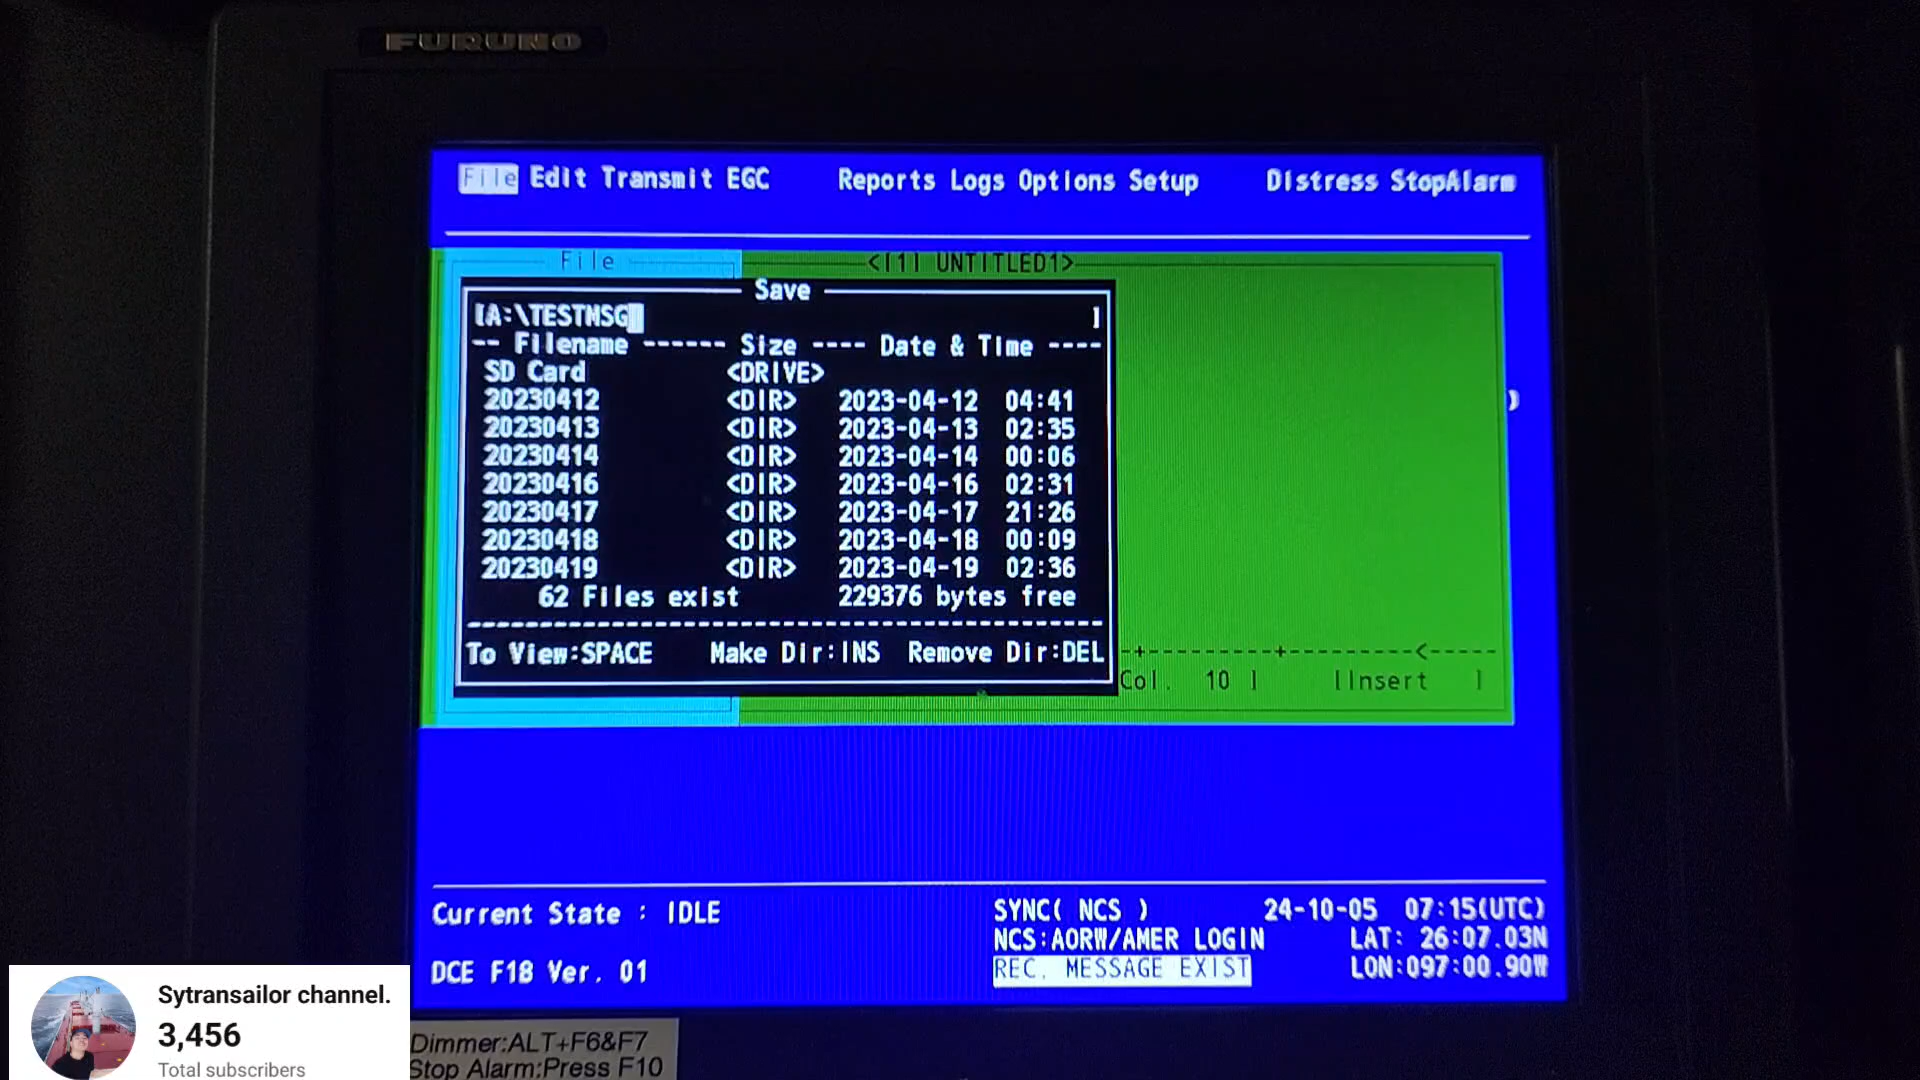 FURUNO
File Edit Transmit EGC Reports Logs Options Setup Distress StopAlarm
File <[1] UNTITLED1>
Save
[A:\TESTMSG ]
-- Filename ------ Size ---- Date & Time ----
SD Card <DRIVE>
20230412 <DIR> 2023-04-12 04:41
20230413 <DIR> 2023-04-13 02:35
20230414 <DIR> 2023-04-14 00:06
20230416 <DIR> 2023-04-16 02:31
20230417 <DIR> 2023-04-17 21:26
20230418 <DIR> 2023-04-18 00:09
20230419 <DIR> 2023-04-19 02:36
62 Files exist 229376 bytes free
To View:SPACE Make Dir:INS Remove Dir:DEL
Col. 10 ] [Insert ]
Current State : IDLE
SYNC( NCS ) 24-10-05 07:15(UTC)
NCS:AORW/AMER LOGIN LAT: 26:07.03N
DCE F18 Ver. 01 REC. MESSAGE EXIST LON:097:00.90W
Dimmer:ALT+F6&F7
Stop Alarm:Press F10
Sytransailor channel.
3,456
Total subscribers